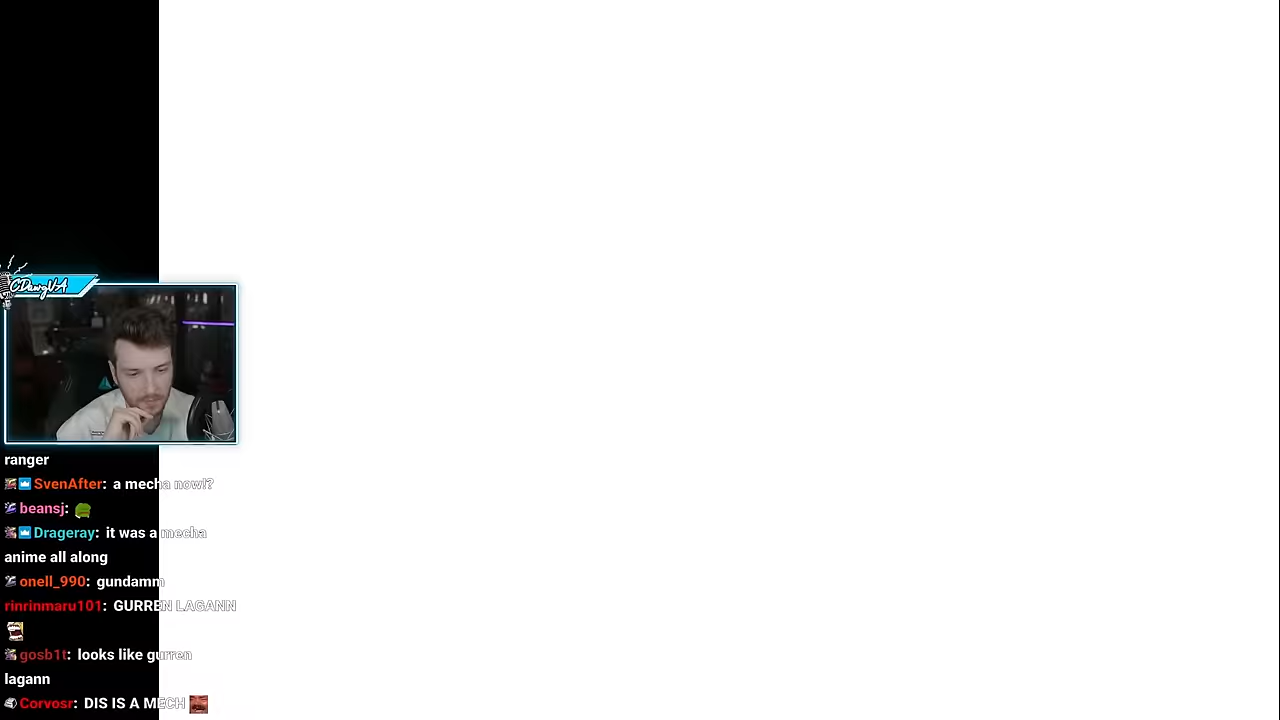 CDawgVA
ranger
SvenAfter: a mecha now!?
beansj:
Drageray: it was a mecha
anime all along
onell_990: gundamm
rinrinmaru101: GURREN LAGANN
gosb1t: looks like gurren
lagann
Corvosr: DIS IS A MECH